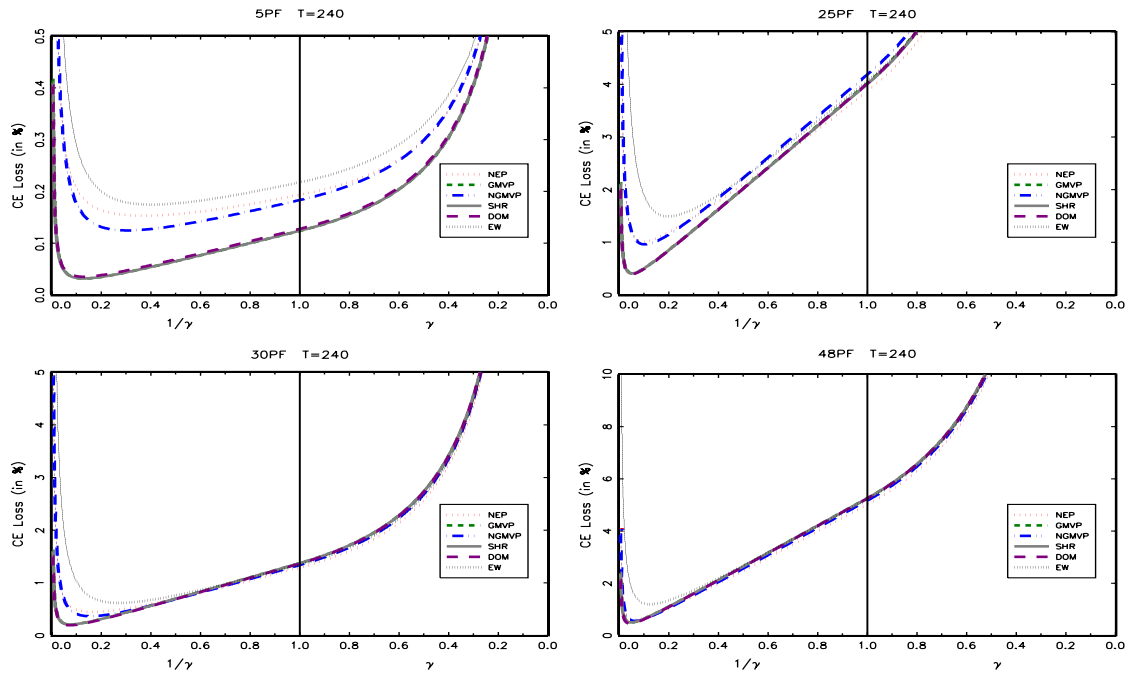 5PF T=240
CE Loss (in %)
0.5
0.4
0.3
0.2
0.1
0.0
NEP
GMVP
NGMVP
SHR
DOM
EW
0.0 0.2 0.4 0.6 0.8 1.0 0.8 0.6 0.4 0.2 0.0
1/γ γ
25PF T=240
CE Loss (in %)
5
4
3
2
1
0
NEP
GMVP
NGMVP
SHR
DOM
EW
0.0 0.2 0.4 0.6 0.8 1.0 0.8 0.6 0.4 0.2 0.0
1/γ γ
30PF T=240
CE Loss (in %)
5
4
3
2
1
0
NEP
GMVP
NGMVP
SHR
DOM
EW
0.0 0.2 0.4 0.6 0.8 1.0 0.8 0.6 0.4 0.2 0.0
1/γ γ
48PF T=240
CE Loss (in %)
10
8
6
4
2
0
NEP
GMVP
NGMVP
SHR
DOM
EW
0.0 0.2 0.4 0.6 0.8 1.0 0.8 0.6 0.4 0.2 0.0
1/γ γ